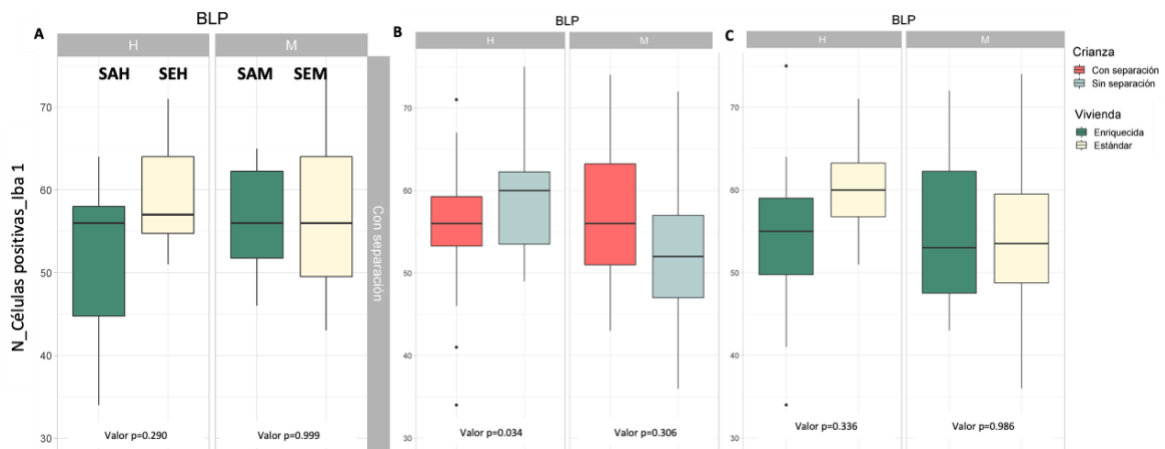 BLP
A
H
M
SAH SEH SAM SEM
70
60
50
40
30
N_Células positivas_Iba 1
Con separación
Valor p=0.290
Valor p=0.999
BLP
B
H
M
70
60
50
40
30
Valor p=0.034
Valor p=0.306
BLP
C
H
M
70
60
50
40
30
Valor p=0.336
Valor p=0.986
Crianza
Con separación
Sin separación
Vivienda
Enriquecida
Estándar